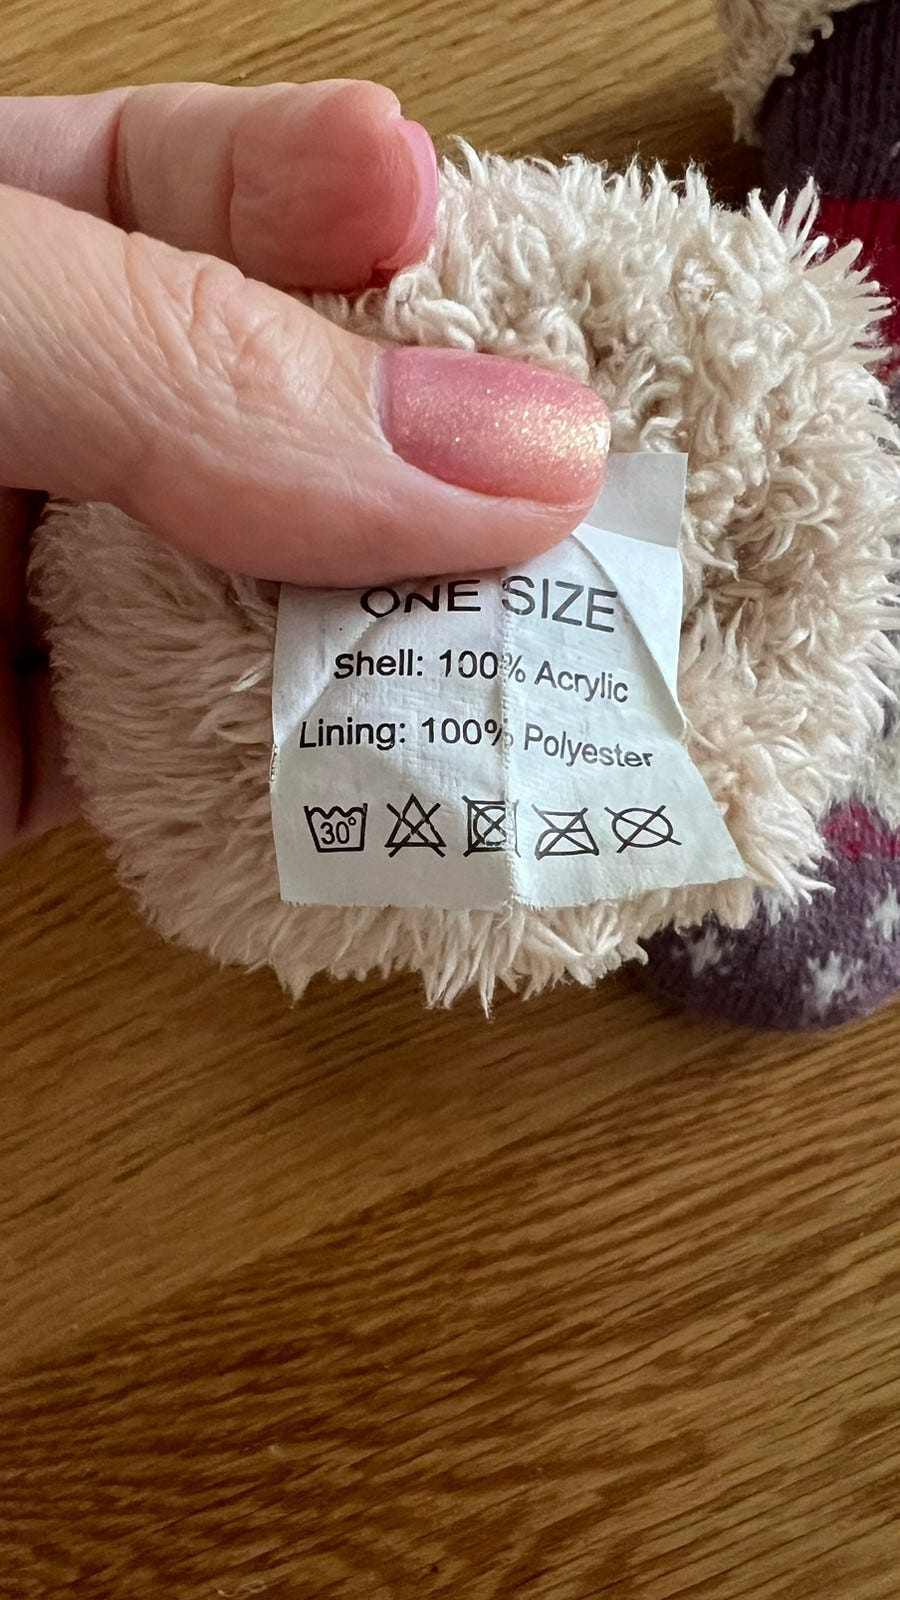 ONE SIZE
Shell: 100% Acrylic
Lining: 100% Polyester
30°